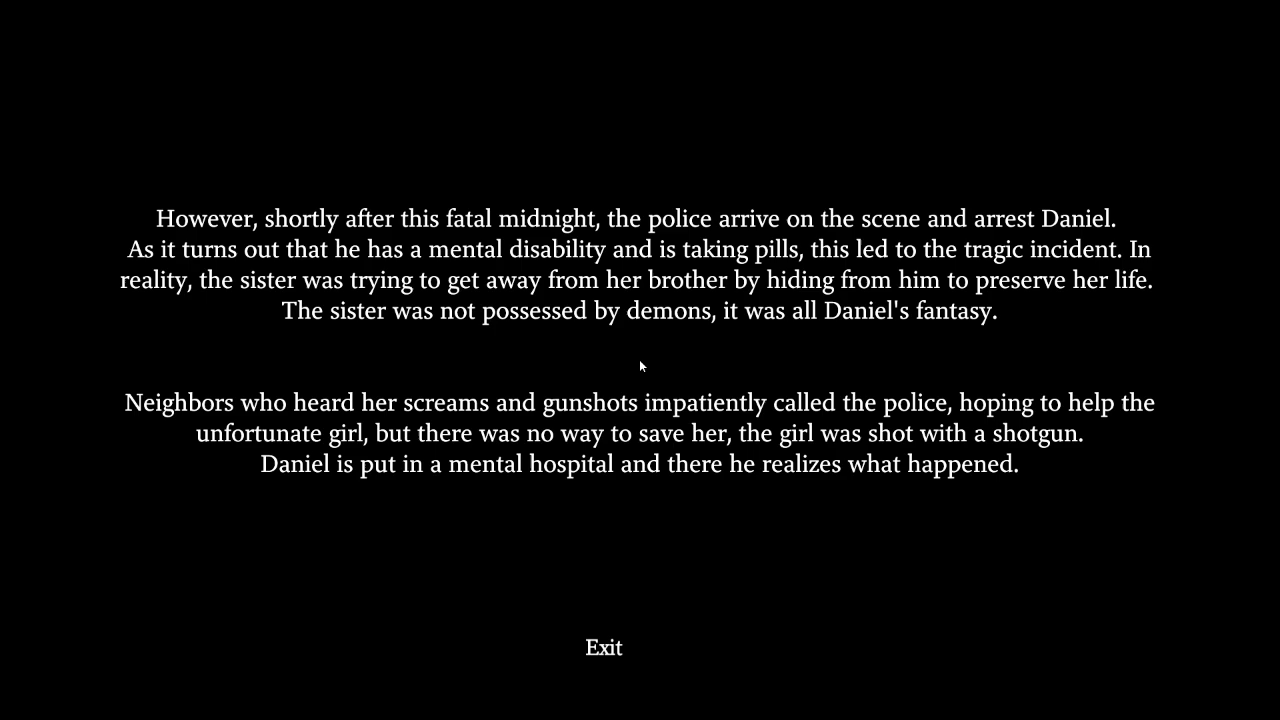 However, shortly after this fatal midnight, the police arrive on the scene and arrest Daniel.
As it turns out that he has a mental disability and is taking pills, this led to the tragic incident. In
reality, the sister was trying to get away from her brother by hiding from him to preserve her life.
The sister was not possessed by demons, it was all Daniel's fantasy.
Neighbors who heard her screams and gunshots impatiently called the police, hoping to help the
unfortunate girl, but there was no way to save her, the girl was shot with a shotgun.
Daniel is put in a mental hospital and there he realizes what happened.
Exit